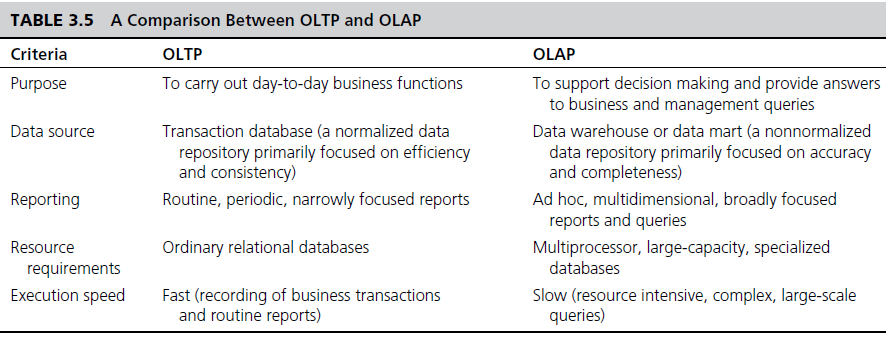 TABLE 3.5 A Comparison Between OLTP and OLAP
Criteria OLTP OLAP
Purpose To carry out day-to-day business functions To support decision making and provide answers
to business and management queries
Data source Transaction database (a normalized data Data warehouse or data mart (a nonnormalized
repository primarily focused on efficiency data repository primarily focused on accuracy
and consistency) and completeness)
Reporting Routine, periodic, narrowly focused reports Ad hoc, multidimensional, broadly focused
reports and queries
Resource Ordinary relational databases Multiprocessor, large-capacity, specialized
requirements databases
Execution speed Fast (recording of business transactions Slow (resource intensive, complex, large-scale
and routine reports) queries)